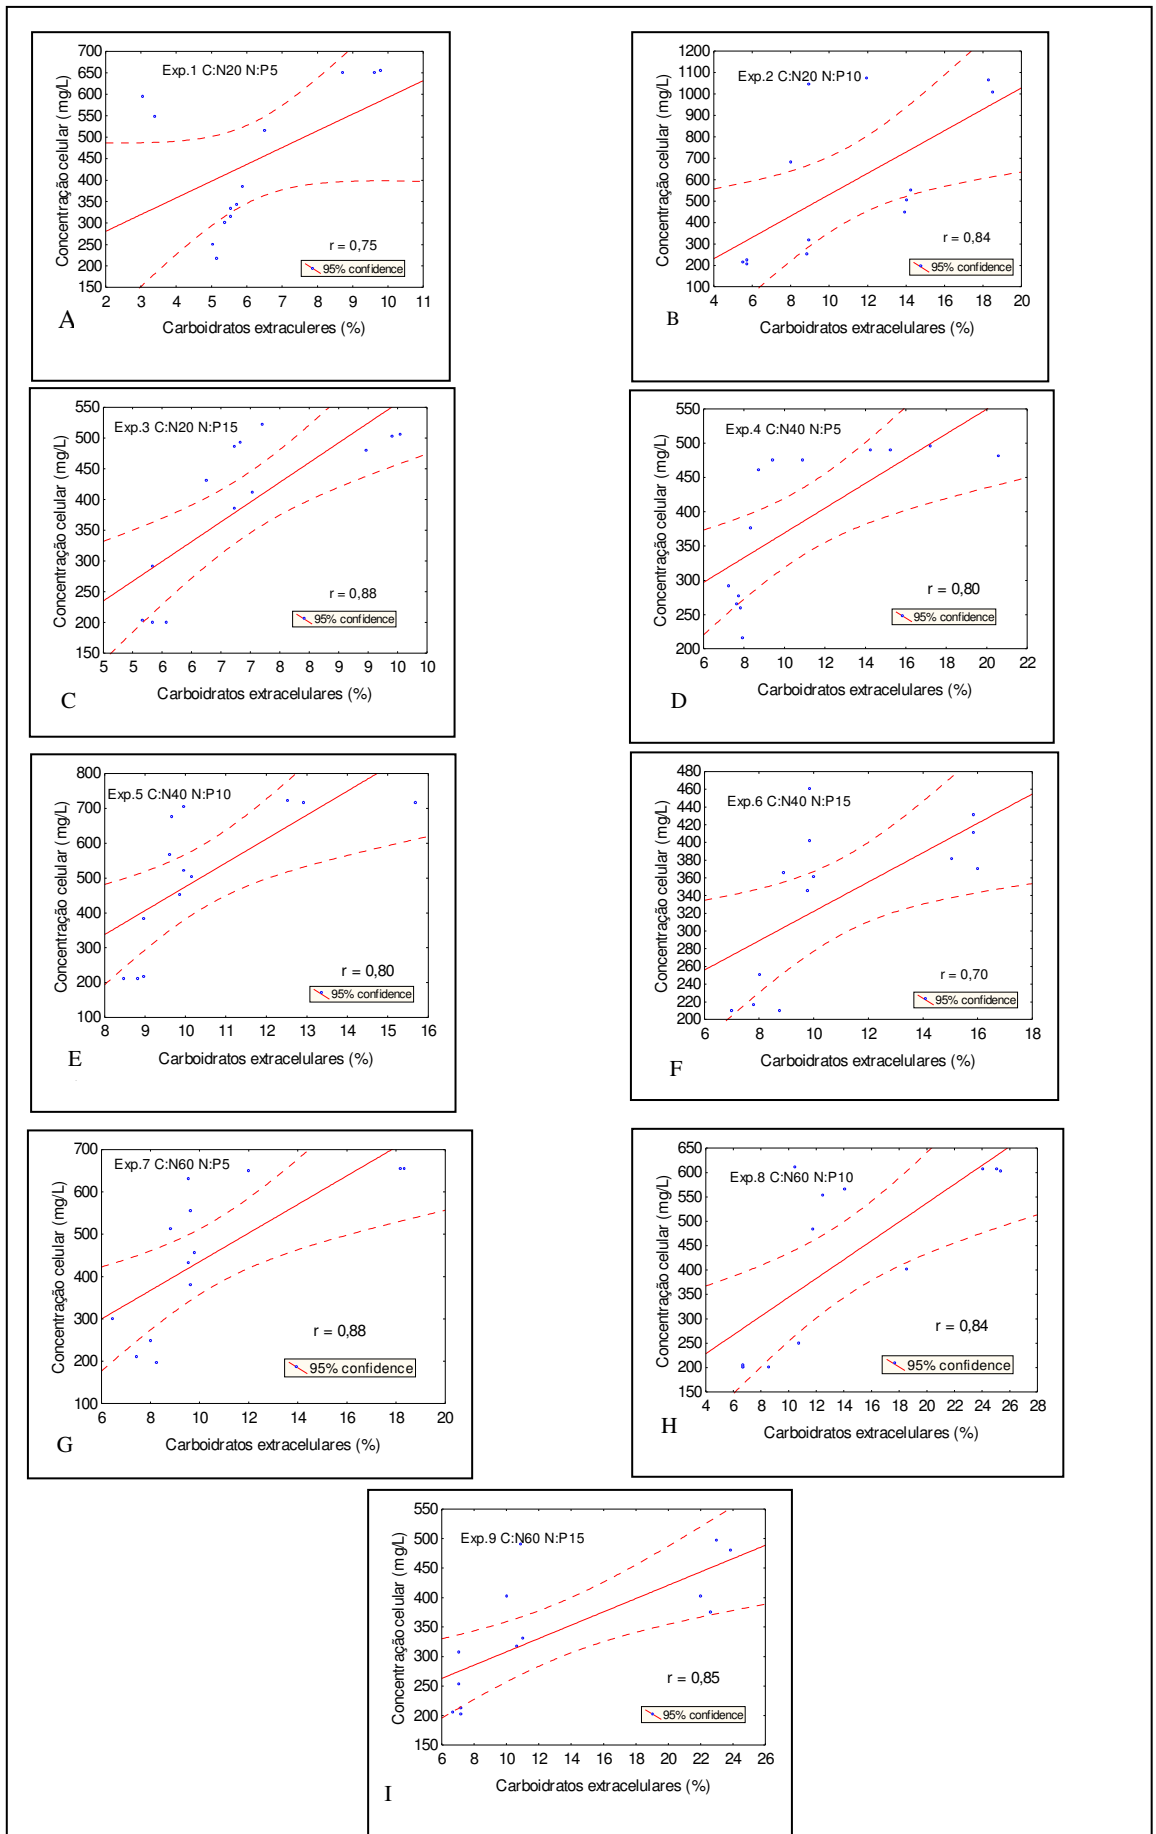 Exp.1 C:N20 N:P5
Concentração celular (mg/L)
700
650
600
550
500
450
400
350
300
250
200
150
r = 0,75
95% confidence
2 3 4 5 6 7 8 9 10 11
Carboidratos extraculeres (%)
A
Exp.2 C:N20 N:P10
Concentração celular (mg/L)
1200
1100
1000
900
800
700
600
500
400
300
200
100
r = 0,84
95% confidence
4 6 8 10 12 14 16 18 20
Carboidratos extracelulares (%)
B
Exp.3 C:N20 N:P15
Concentração celular (mg/L)
550
500
450
400
350
300
250
200
150
r = 0,88
95% confidence
5 5 6 6 7 7 8 8 9 9 10 10
Carboidratos extracelulares (%)
C
Exp.4 C:N40 N:P5
Concentração celular (mg/L)
550
500
450
400
350
300
250
200
r = 0,80
95% confidence
6 8 10 12 14 16 18 20 22
Carboidratos extracelulares (%)
D
Exp.5 C:N40 N:P10
Concentração celular (mg/L)
800
700
600
500
400
300
200
100
r = 0,80
95% confidence
8 9 10 11 12 13 14 15 16
Carboidratos extracelulares (%)
E
Exp.6 C:N40 N:P15
Concentração celular (mg/L)
480
460
440
420
400
380
360
340
320
300
280
260
240
220
200
r = 0,70
95% confidence
6 8 10 12 14 16 18
Carboidratos extracelulares (%)
F
Exp.7 C:N60 N:P5
Concentração celular (mg/L)
700
600
500
400
300
200
100
r = 0,88
95% confidence
6 8 10 12 14 16 18 20
Carboidratos extracelulares (%)
G
Exp.8 C:N60 N:P10
Concentração celular (mg/L)
650
600
550
500
450
400
350
300
250
200
150
r = 0,84
95% confidence
4 6 8 10 12 14 16 18 20 22 24 26 28
Carboidratos extracelulares (%)
H
Exp.9 C:N60 N:P15
Concentração celular (mg/L)
550
500
450
400
350
300
250
200
150
r = 0,85
95% confidence
6 8 10 12 14 16 18 20 22 24 26
Carboidratos extracelulares (%)
I